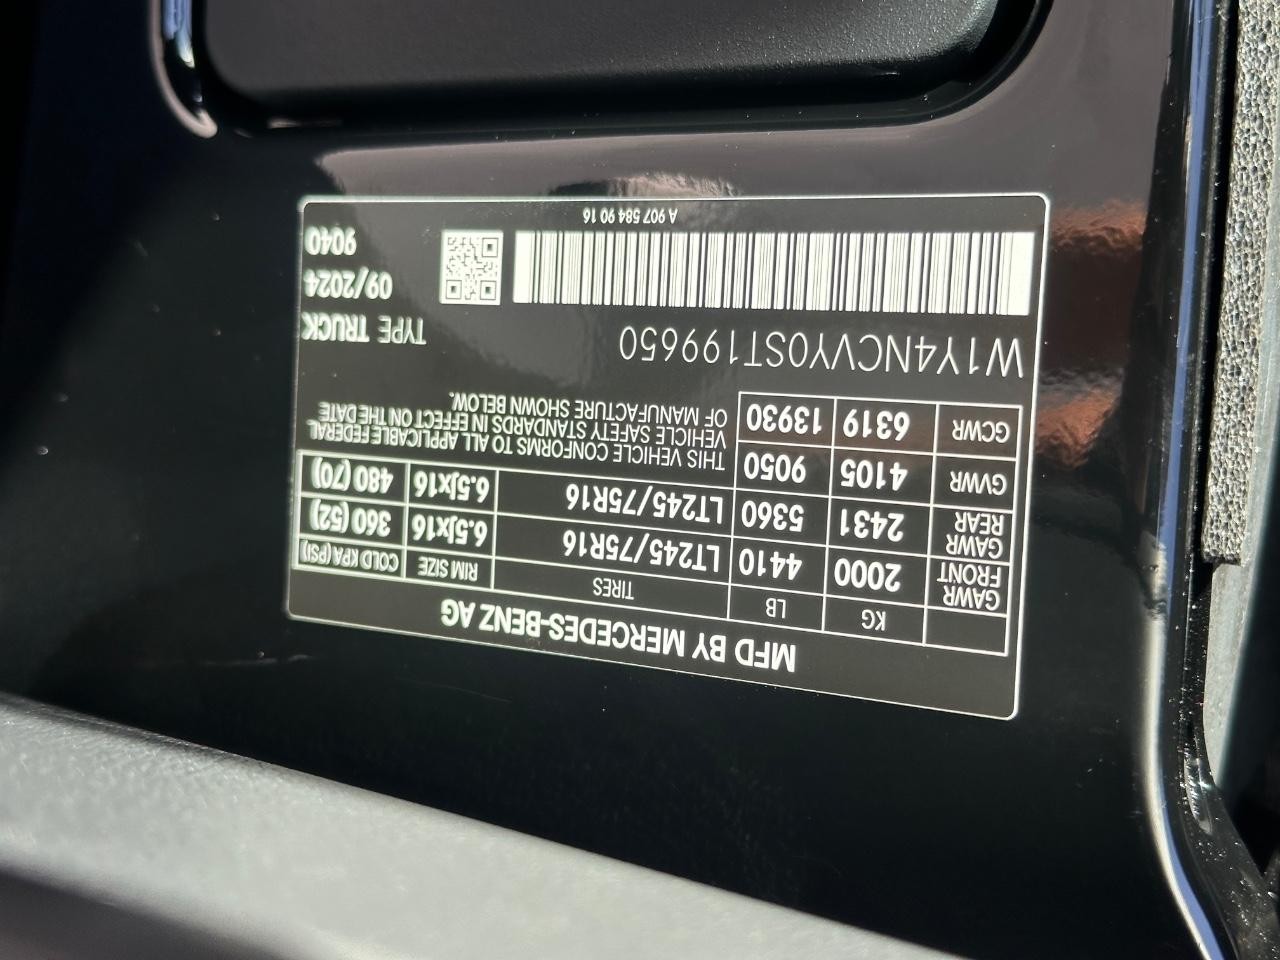 MFD BY MERCEDES-BENZ AG
KG LB TIRES RIM SIZE COLD KPA (PSI)
GAWR FRONT 2000 4410 LT245/75R16 6.5Jx16 360 (52)
GAWR REAR 2431 5360 LT245/75R16 6.5Jx16 480 (70)
GVWR 4105 9050
GCWR 6319 13930
THIS VEHICLE CONFORMS TO ALL APPLICABLE FEDERAL
VEHICLE SAFETY STANDARDS IN EFFECT ON THE DATE
OF MANUFACTURE SHOWN BELOW.
W1Y4NCVY0ST199650
TYPE TRUCK
09/2024
9040
A 907 584 90 16